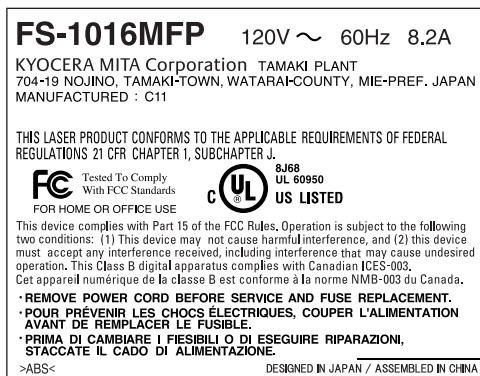 FS-1016MFP 120V ~ 60Hz 8.2A
KYOCERA MITA Corporation TAMAKI PLANT
704-19 NOJINO, TAMAKI-TOWN, WATARAI-COUNTY, MIE-PREF. JAPAN
MANUFACTURED : C11
THIS LASER PRODUCT CONFORMS TO THE APPLICABLE REQUIREMENTS OF FEDERAL
REGULATIONS 21 CFR CHAPTER 1, SUBCHAPTER J.
FC Tested To Comply
With FCC Standards
FOR HOME OR OFFICE USE
C UL ®
8J68
UL 60950
US LISTED
This device complies with Part 15 of the FCC Rules. Operation is subject to the following
two conditions: (1) This device may not cause harmful interference, and (2) this device
must accept any interference received, including interference that may cause undesired
operation. This Class B digital apparatus complies with Canadian ICES-003.
Cet appareil numérique de la classe B est conforme à la norme NMB-003 du Canada.
・REMOVE POWER CORD BEFORE SERVICE AND FUSE REPLACEMENT.
・POUR PRÉVENIR LES CHOCS ÉLECTRIQUES, COUPER L'ALIMENTATION
AVANT DE REMPLACER LE FUSIBLE.
・PRIMA DI CAMBIARE I FIESIBILI O DI ESEGUIRE RIPARAZIONI,
STACCATE IL CADO DI ALIMENTAZIONE.
>ABS< DESIGNED IN JAPAN / ASSEMBLED IN CHINA